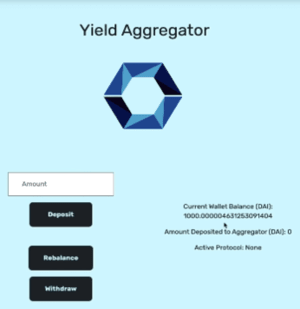 Yield Aggregator
Amount
Deposit
Rebalance
Withdraw
Current Wallet Balance (DAI):
1000.000004631253091404
Amount Deposited to Aggregator (DAI): 0
Active Protocol: None